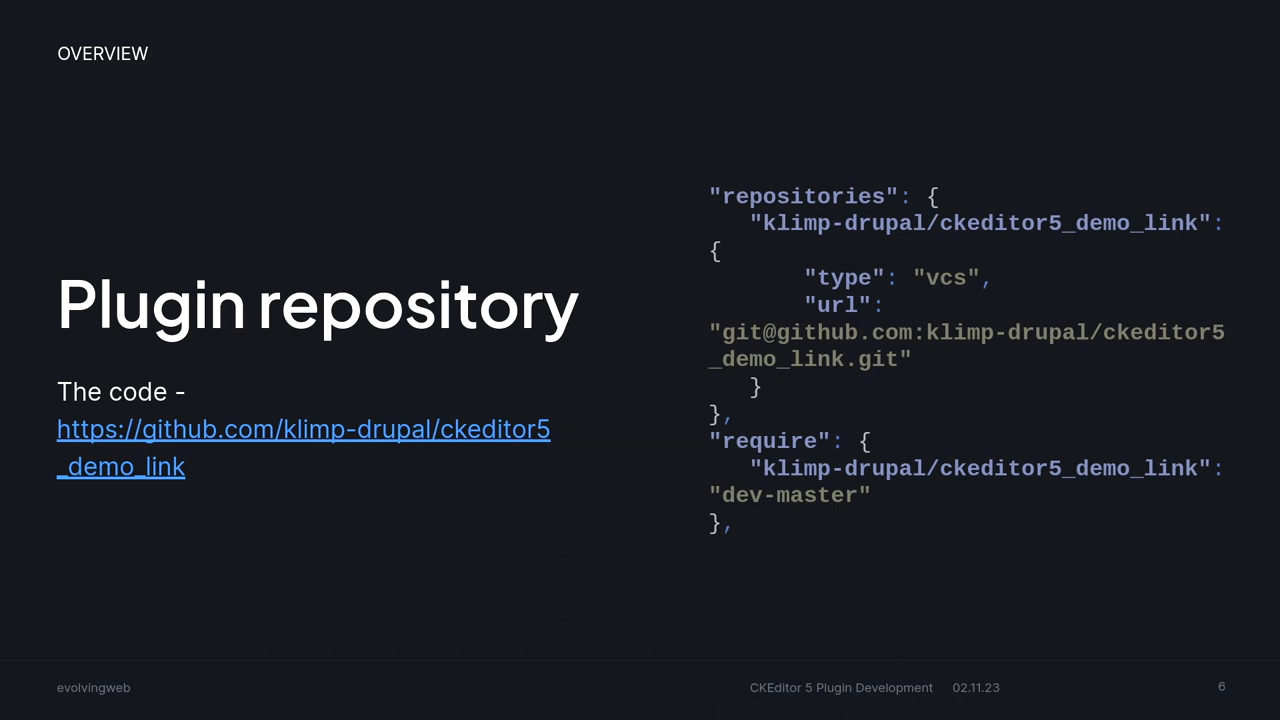 OVERVIEW
Plugin repository
The code -
https://github.com/klimp-drupal/ckeditor5
_demo_link
"repositories": {
"klimp-drupal/ckeditor5_demo_link":
{
"type": "vcs",
"url":
"git@github.com:klimp-drupal/ckeditor5
_demo_link.git"
}
},
"require": {
"klimp-drupal/ckeditor5_demo_link":
"dev-master"
},
evolvingweb
CKEditor 5 Plugin Development 02.11.23
6